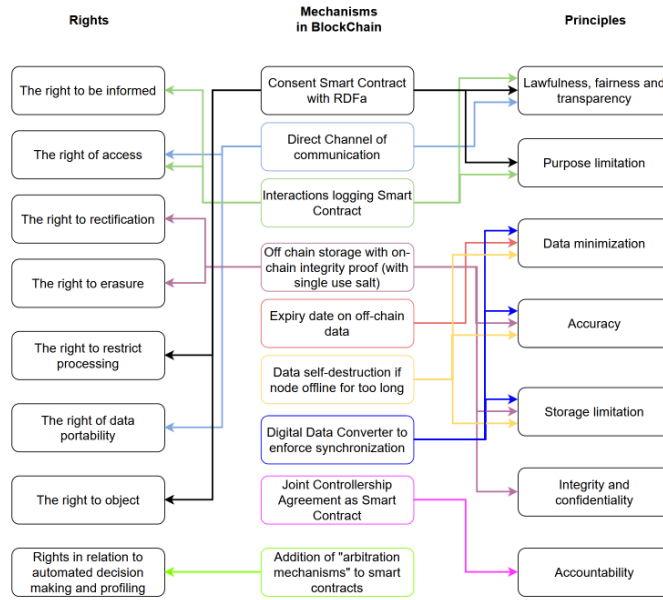 Rights
Mechanisms
in BlockChain
Principles
The right to be informed
The right of access
The right to rectification
The right to erasure
The right to restrict
processing
The right of data
portability
The right to object
Rights in relation to
automated decision
making and profiling
Consent Smart Contract
with RDFa
Direct Channel of
communication
Interactions logging Smart
Contract
Off chain storage with on-
chain integrity proof (with
single use salt)
Expiry date on off-chain
data
Data self-destruction if
node offline for too long
Digital Data Converter to
enforce synchronization
Joint Controllership
Agreement as Smart
Contract
Addition of "arbitration
mechanisms" to smart
contracts
Lawfulness, fairness and
transparency
Purpose limitation
Data minimization
Accuracy
Storage limitation
Integrity and
confidentiality
Accountability